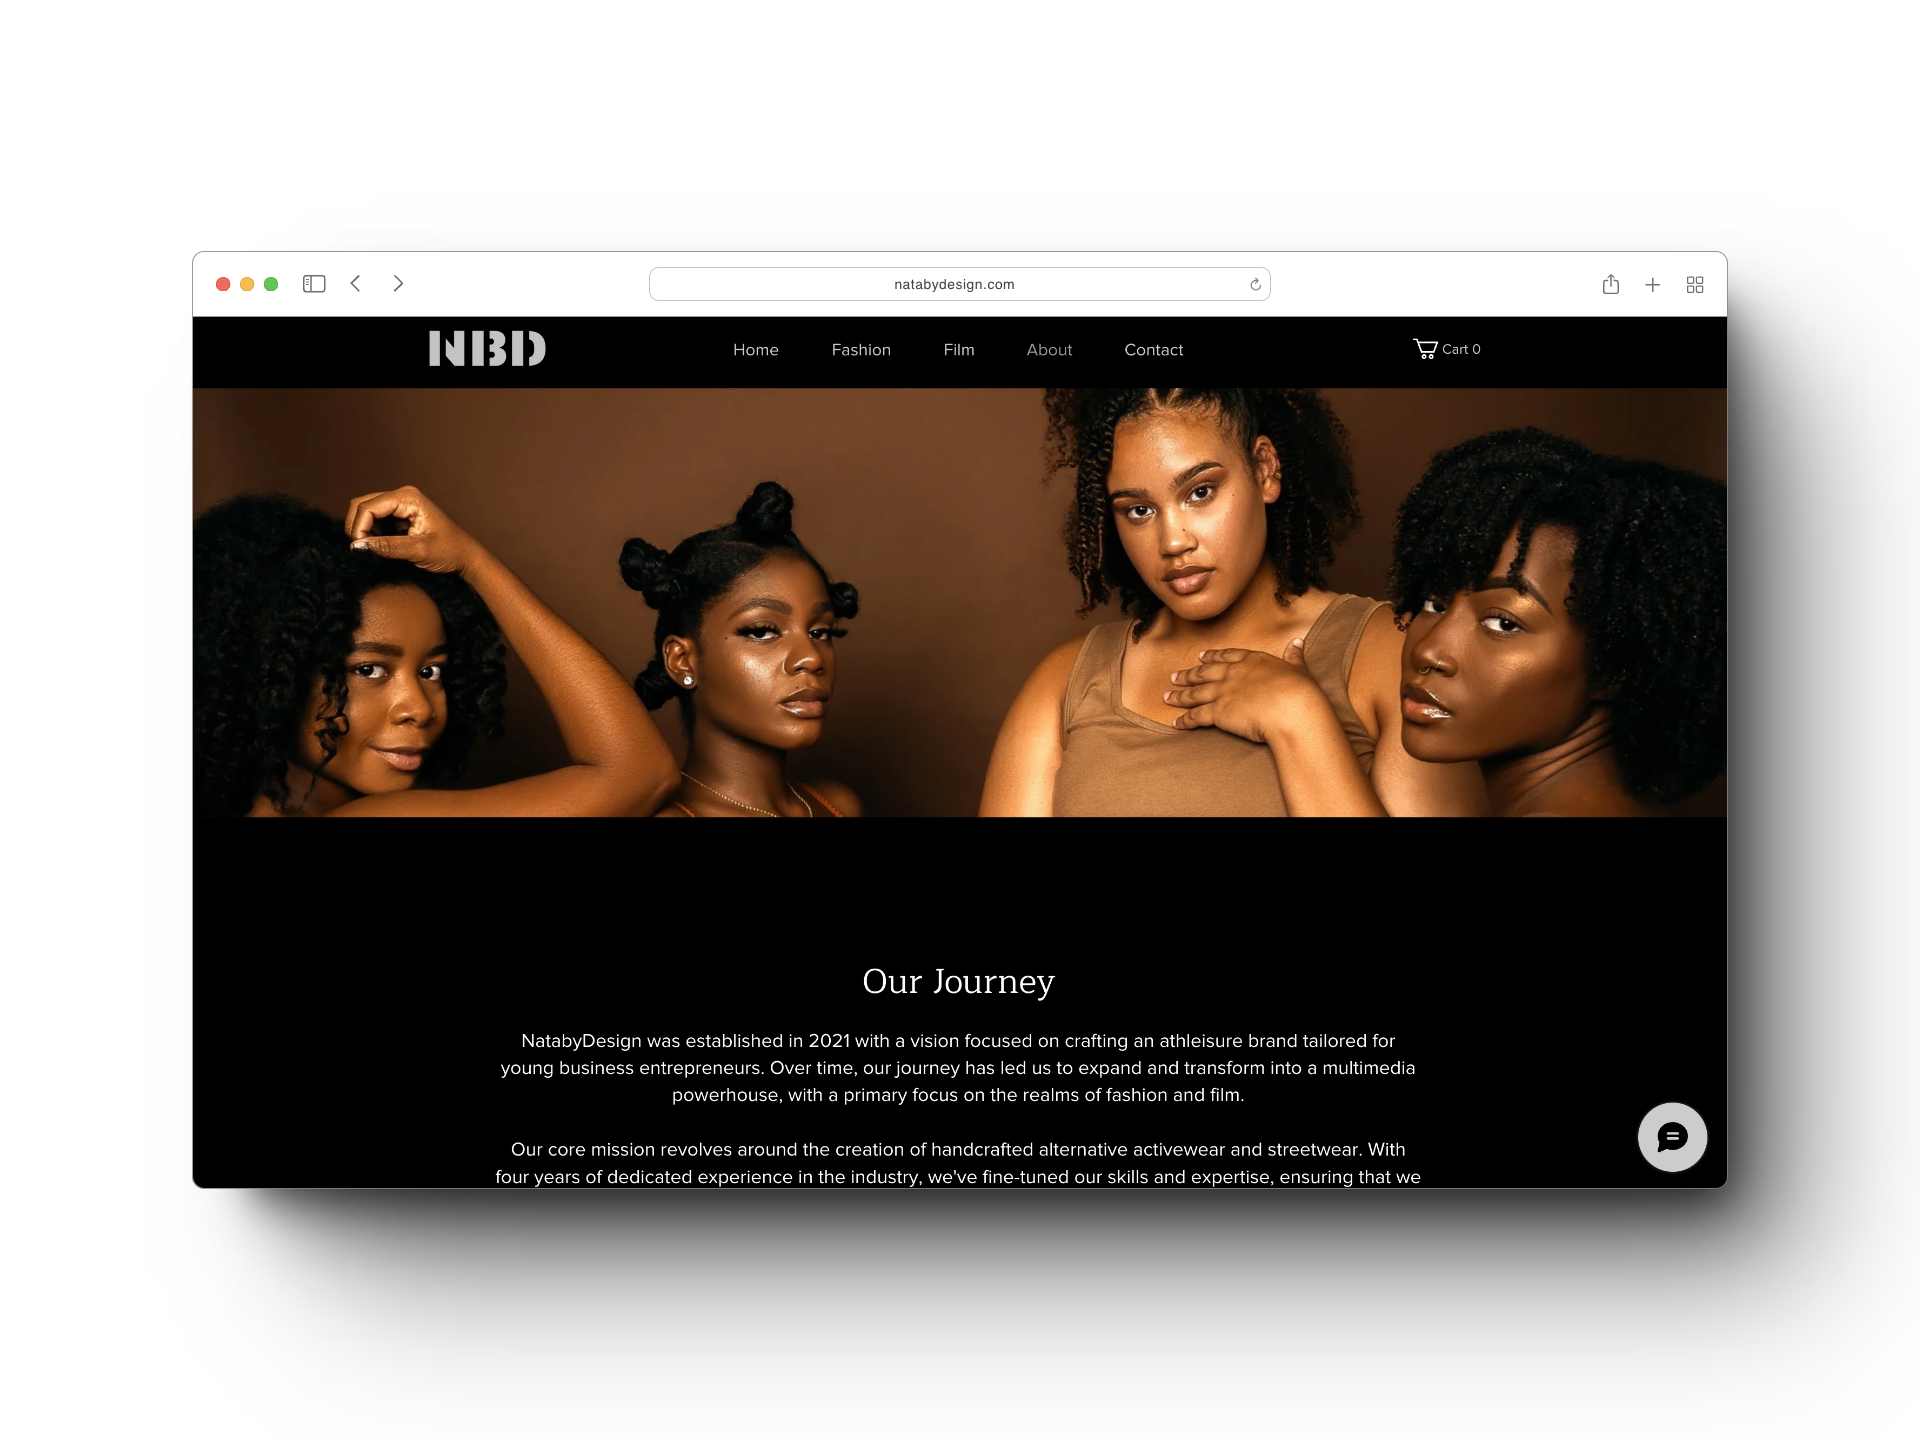 natabydesign.com
NBD
Home Fashion Film About Contact Cart 0
Our Journey
NatabyDesign was established in 2021 with a vision focused on crafting an athleisure brand tailored for
young business entrepreneurs. Over time, our journey has led us to expand and transform into a multimedia
powerhouse, with a primary focus on the realms of fashion and film.
Our core mission revolves around the creation of handcrafted alternative activewear and streetwear. With
four years of dedicated experience in the industry, we've fine-tuned our skills and expertise, ensuring that we